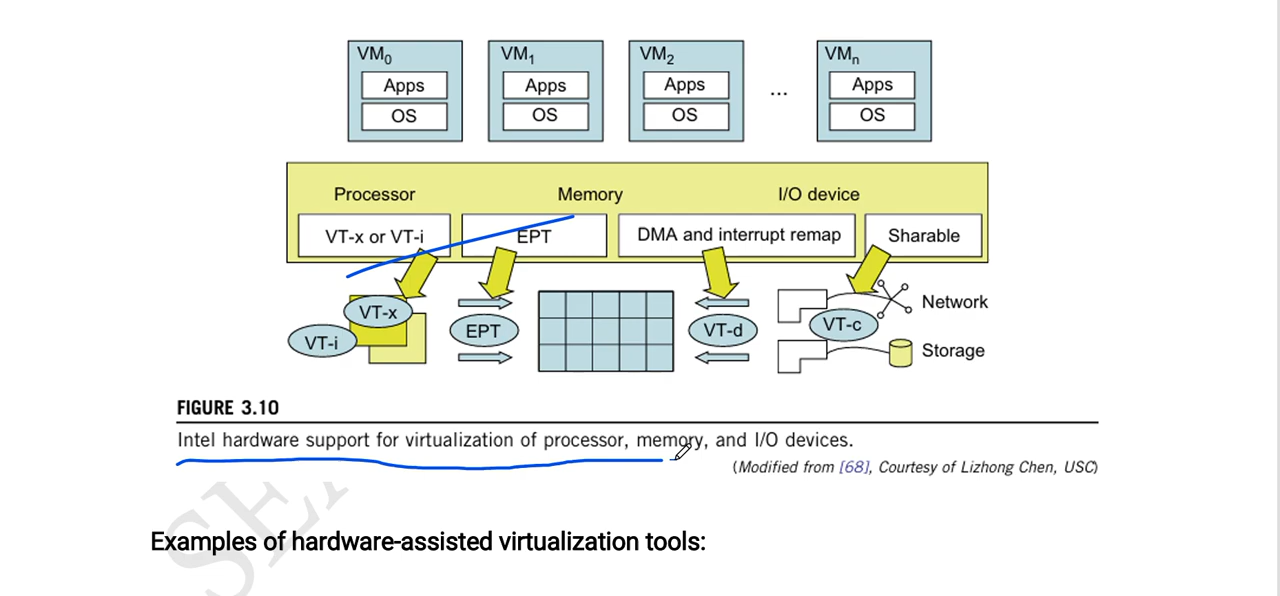 VM0 VM1 VM2 VMn
Apps Apps Apps ... Apps
OS OS OS OS
Processor Memory I/O device
VT-x or VT-i EPT DMA and interrupt remap Sharable
VT-x EPT VT-d VT-c Network
VT-i Storage
FIGURE 3.10
Intel hardware support for virtualization of processor, memory, and I/O devices.
(Modified from [68], Courtesy of Lizhong Chen, USC)
Examples of hardware-assisted virtualization tools: